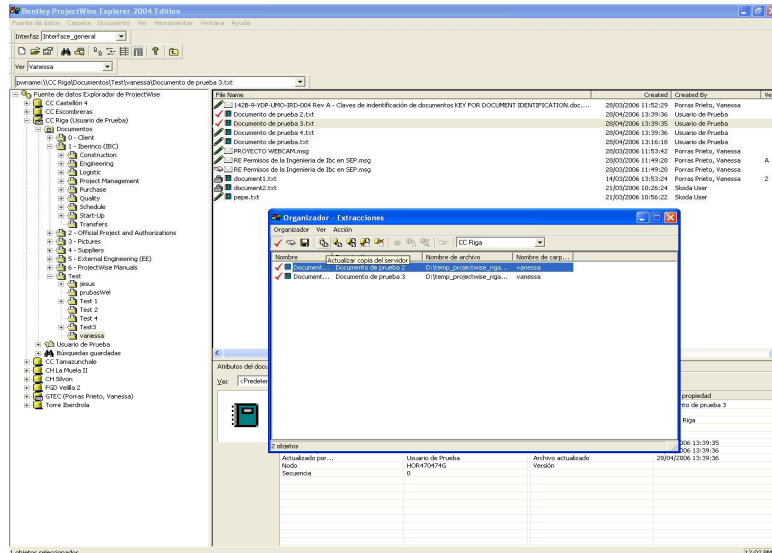 Bentley ProjectWise Explorer 2004 Edition
Fuente de datos Carpeta Documento Ver Herramientas Ventana Ayuda
Interfaz Interface_general
Ver Vanessa
pwname:\\CC Riga\Documentos\Test\vanessa\Documento de prueba 3.txt
Fuente de datos Explorador de ProjectWise
CC Castellón 4
CC Escombreras
CC Riga (Usuario de Prueba)
Documentos
0 - Client
1 - Iberinco (IBC)
Construction
Engineering
Logistic
Project Management
Purchase
Quality
Schedule
Start-Up
Transfers
2 - Official Project and Authorizations
3 - Pictures
4 - Suppliers
5 - External Engineering (EE)
6 - ProjectWise Manuals
Test
jesus
prubasWel
Test 1
Test 2
Test 4
Test3
vanessa
Usuario de Prueba
Búsquedas guardadas
CC Tamazunchale
CH La Muela II
CH Silvon
FGD Velilla 2
GTEC (Porras Prieto, Vanessa)
Torre Iberdrola
File Name Created Created By Ve
142B-9-YDP-UMO-IRD-004 Rev A - Claves de indentificación de documentos KEY FOR DOCUMENT IDENTIFICATION.doc.... 28/03/2006 11:52:29 Porras Prieto, Vanessa
Documento de prueba 2.txt 28/04/2006 13:39:36 Usuario de Prueba
Documento de prueba 3.txt 28/04/2006 13:39:35 Usuario de Prueba
Documento de prueba 4.txt 28/04/2006 13:39:36 Usuario de Prueba
Documento de prueba.txt 28/04/2006 13:16:18 Usuario de Prueba
PROYECTO WEBCAM.msg 28/03/2006 11:53:42 Porras Prieto, Vanessa
RE Permisos de la Ingenieria de Ibc en SEP.msg 28/03/2006 11:49:28 Porras Prieto, Vanessa A
RE Permisos de la Ingenieria de Ibc en SEP.msg 28/03/2006 11:49:28 Porras Prieto, Vanessa
document1.txt 14/03/2006 13:53:24 Porras Prieto, Vanessa 2
document2.txt 21/03/2006 10:26:24 Skoda User
pepe.txt 21/03/2006 10:56:22 Skoda User
Organizador - Extracciones
Organizador Ver Acción
CC Riga
Nombre Nombre de archivo Nombre de carp...
Actualizar copia del servidor
Document... Documento de prueba 2 D:\temp_projectwise_riga... vanessa
Document... Documento de prueba 3 D:\temp_projectwise_riga... vanessa
2 objetos
Atributos del docu
Ver: <Predeter
propiedad
to de prueba 3
Riga
06 13:39:35
06 13:39:36
Actualizado por... Usuario de Prueba Archivo actualizado 28/04/2006 13:39:36
Nodo HOR470474G Versión
Secuencia 0
1 objetos seleccionados
12:03 PM